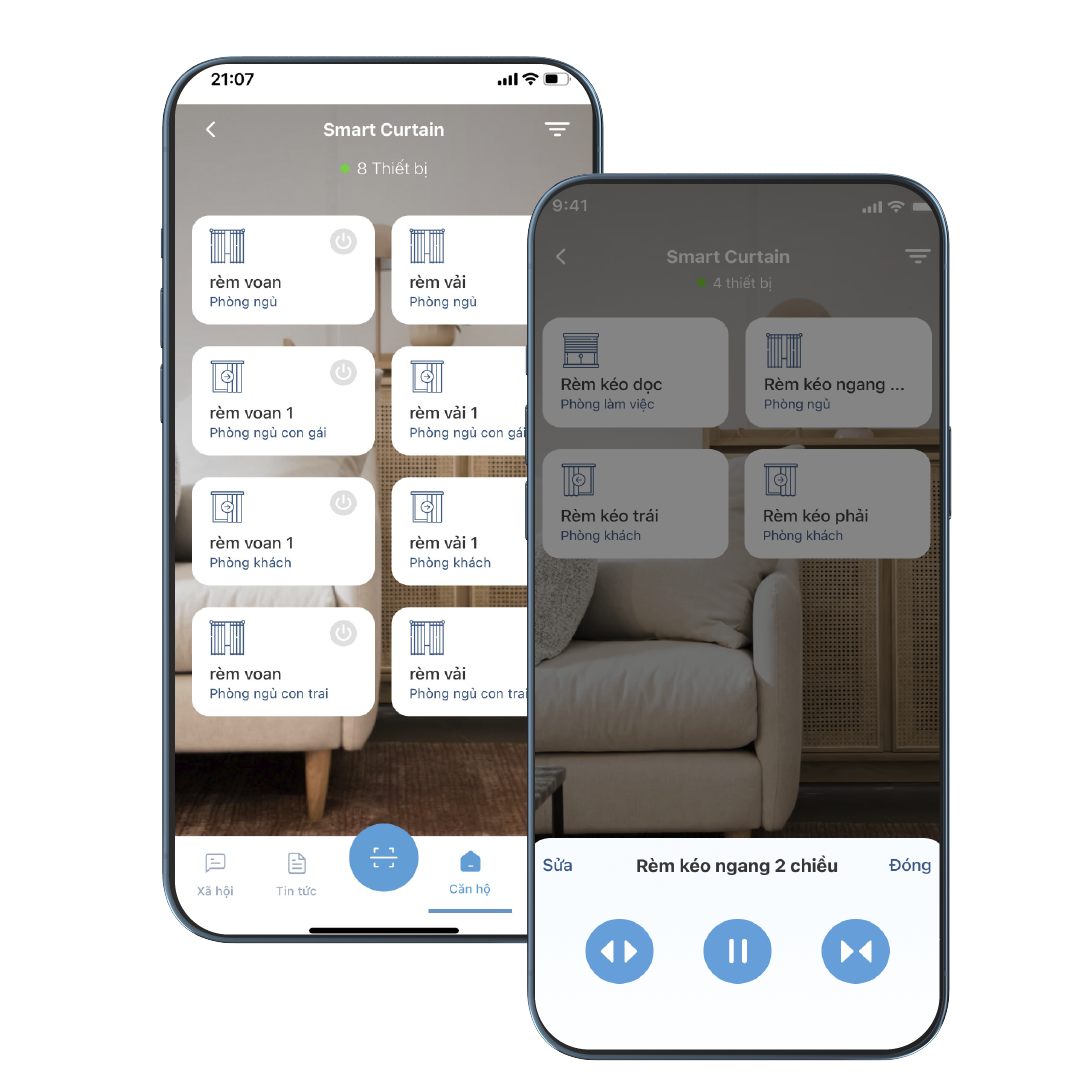 21:07
Smart Curtain
8 Thiết bị
rèm voan
Phòng ngủ
rèm vải
Phòng ngủ
rèm voan 1
Phòng ngủ con gái
rèm vải 1
Phòng ngủ con gái
rèm voan 1
Phòng khách
rèm vải 1
Phòng khách
rèm voan
Phòng ngủ con trai
rèm vải
Phòng ngủ con trai
Xã hội
Tin tức
Căn hộ
9:41
Smart Curtain
4 thiết bị
Rèm kéo dọc
Phòng làm việc
Rèm kéo ngang ...
Phòng ngủ
Rèm kéo trái
Phòng khách
Rèm kéo phải
Phòng khách
Sửa
Rèm kéo ngang 2 chiều
Đóng